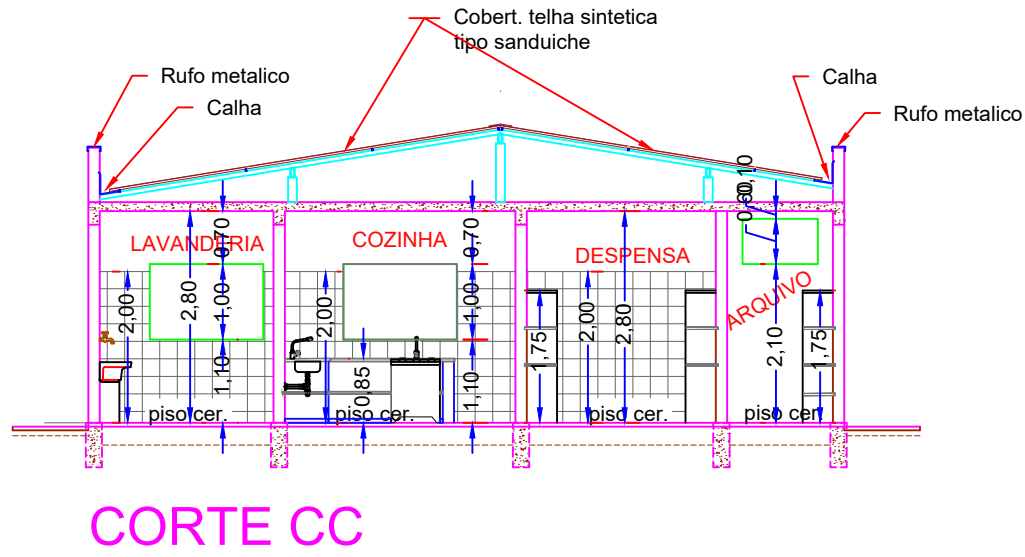 Cobert. telha sintetica
tipo sanduiche
Rufo metalico
Calha
Calha
Rufo metalico
LAVANDERIA
COZINHA
DESPENSA
ARQUIVO
2,00
2,80
0,70
1,00
1,10
2,00
0,85
0,70
1,00
1,10
1,75
2,00
2,80
0,10
2,10
1,75
piso cer.
piso cer.
piso cer.
piso cer.
CORTE CC